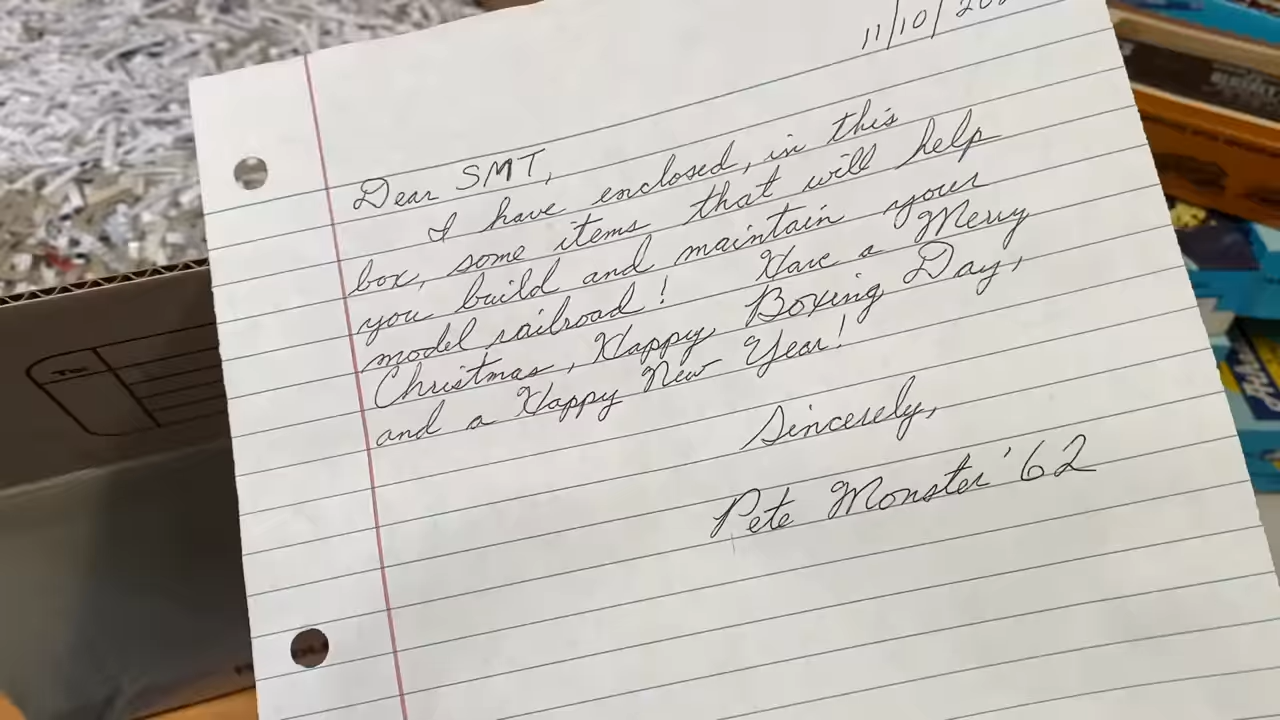 11/10/20
Dear SMT,
I have enclosed, in this
box, some items that will help
you build and maintain your
model railroad! Have a Merry
Christmas, Happy Boxing Day,
and a Happy New Year!
Sincerely,
Pete Monster '62
To: